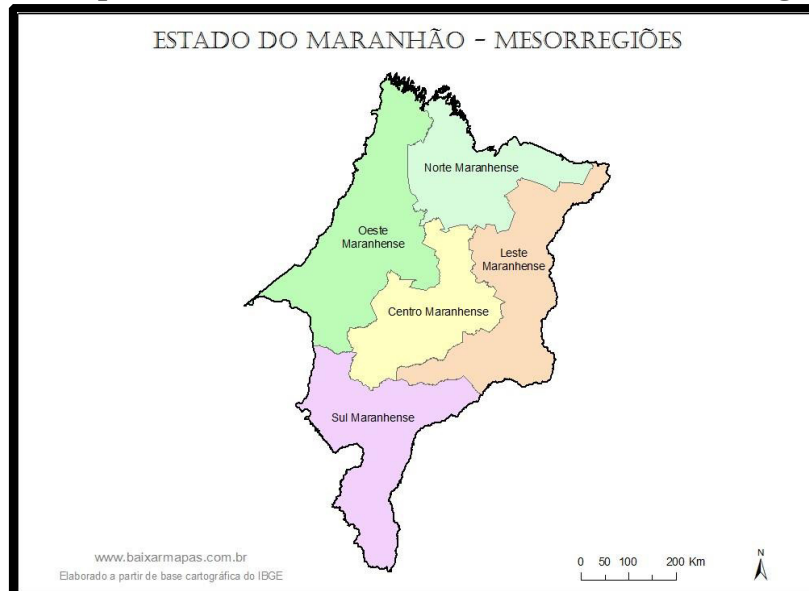 ESTADO DO MARANHÃO - MESORREGIÕES
Norte Maranhense
Oeste
Maranhense
Leste
Maranhense
Centro Maranhense
Sul Maranhense
www.baixarmapas.com.br
Elaborado a partir de base cartográfica do IBGE
0 50 100 200 Km
N